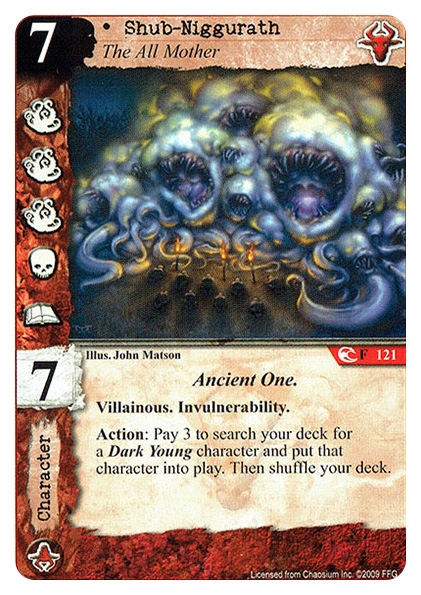 7
• Shub-Niggurath
The All Mother
Illus. John Matson
F 121
7
Character
Ancient One.
Villainous. Invulnerability.
Action: Pay 3 to search your deck for
a Dark Young character and put that
character into play. Then shuffle your deck.
Licensed from Chaosium Inc. ©2009 FFG